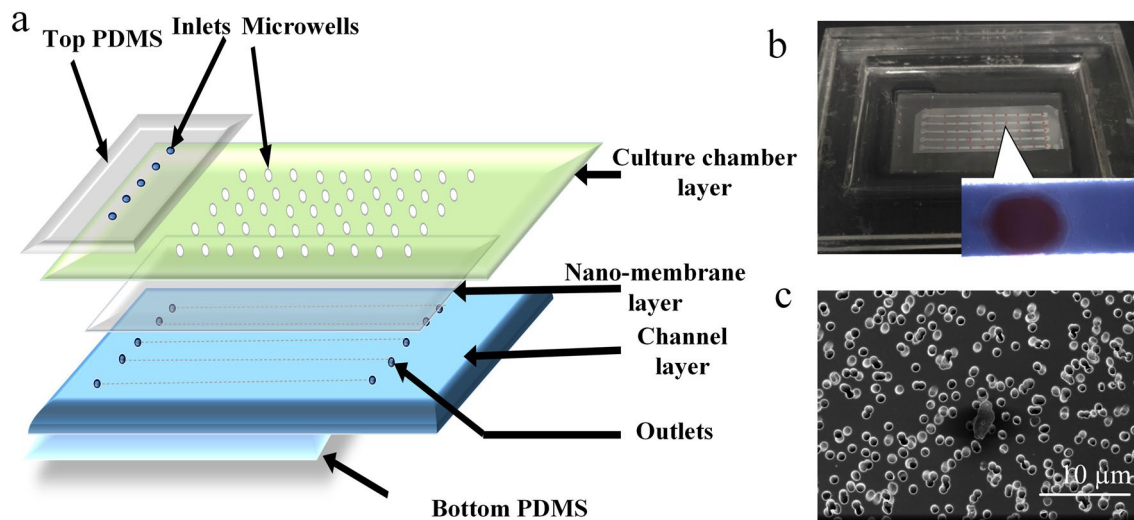 a
Top PDMS
Inlets
Microwells
Culture chamber
layer
Nano-membrane
layer
Channel
layer
Outlets
Bottom PDMS
b
c
10 µm